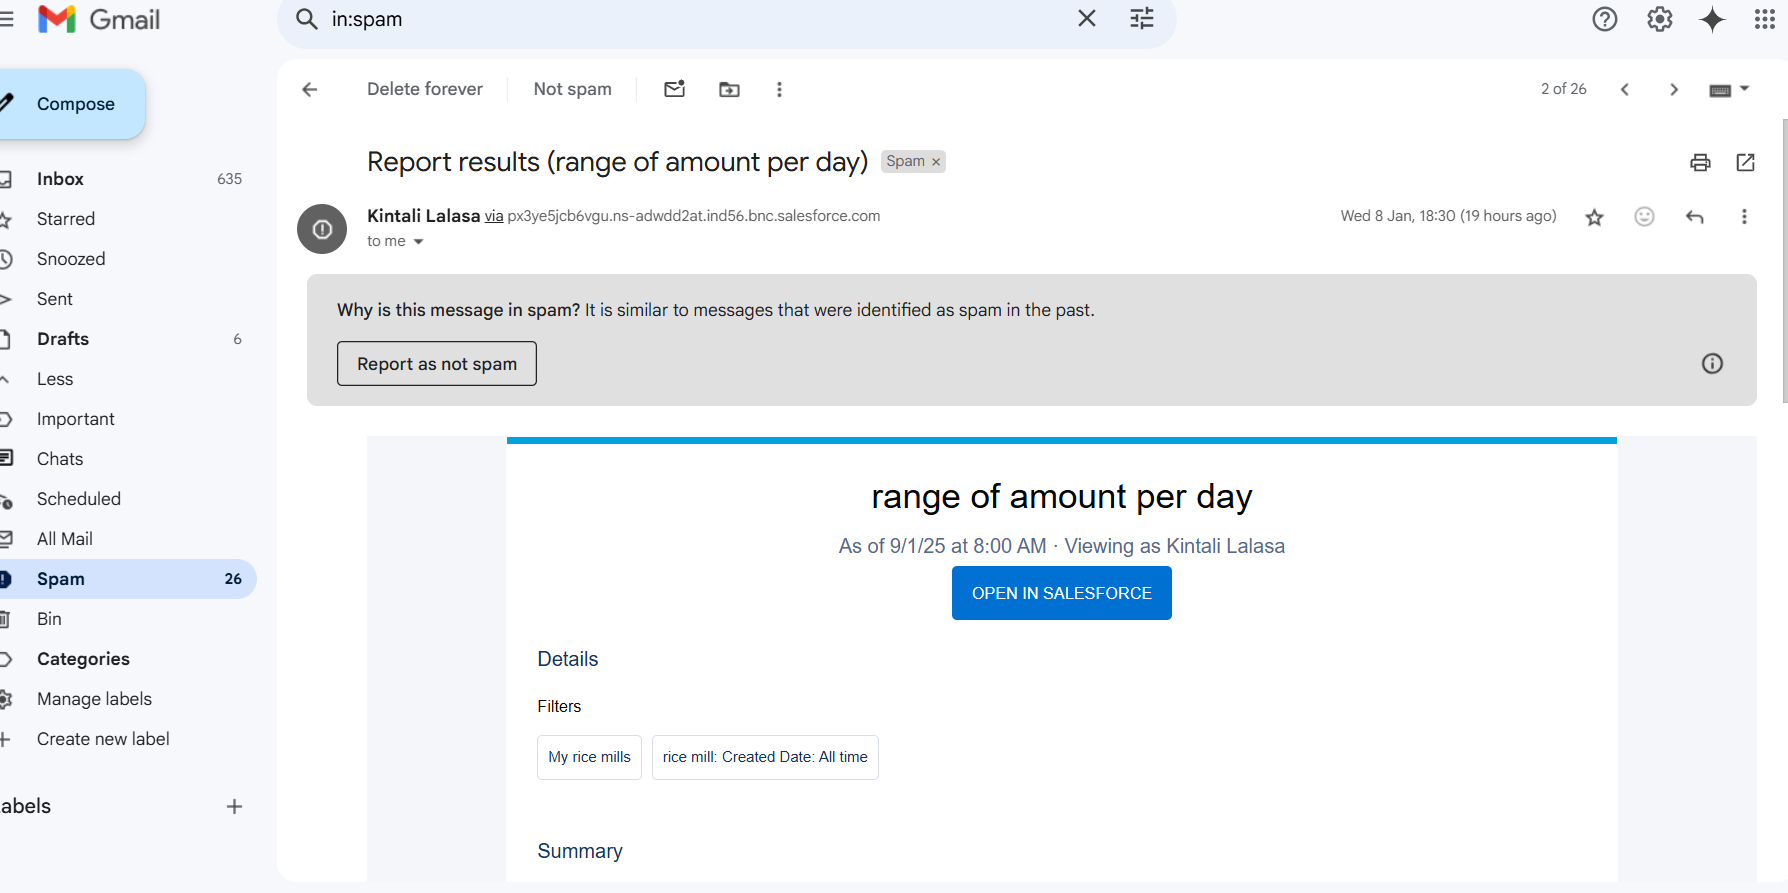 Gmail
in:spam
Compose
Delete forever
Not spam
2 of 26
Inbox 635
Starred
Snoozed
Sent
Drafts 6
Less
Important
Chats
Scheduled
All Mail
Spam 26
Bin
Categories
Manage labels
Create new label
abels
Report results (range of amount per day) Spam ×
Kintali Lalasa via px3ye5jcb6vgu.ns-adwdd2at.ind56.bnc.salesforce.com
Wed 8 Jan, 18:30 (19 hours ago)
to me
Why is this message in spam? It is similar to messages that were identified as spam in the past.
Report as not spam
range of amount per day
As of 9/1/25 at 8:00 AM · Viewing as Kintali Lalasa
OPEN IN SALESFORCE
Details
Filters
My rice mills
rice mill: Created Date: All time
Summary